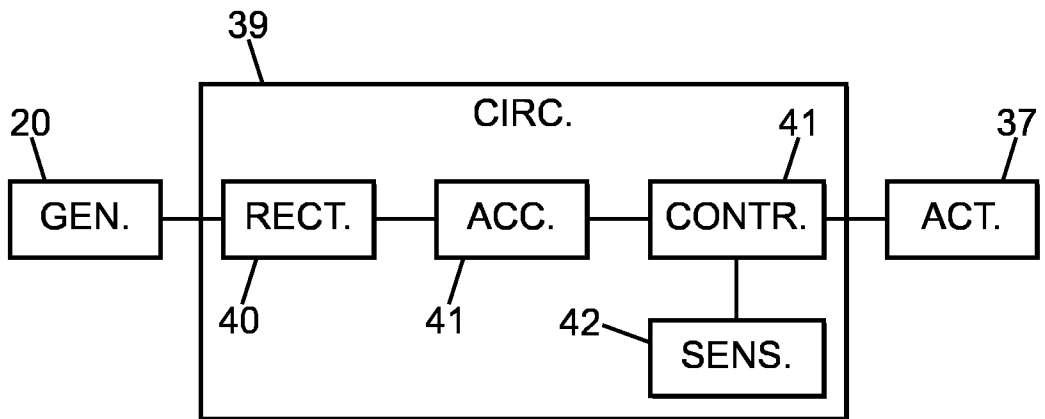 39
CIRC.
20
41
37
GEN.
RECT.
ACC.
CONTR.
ACT.
40
41
42
SENS.